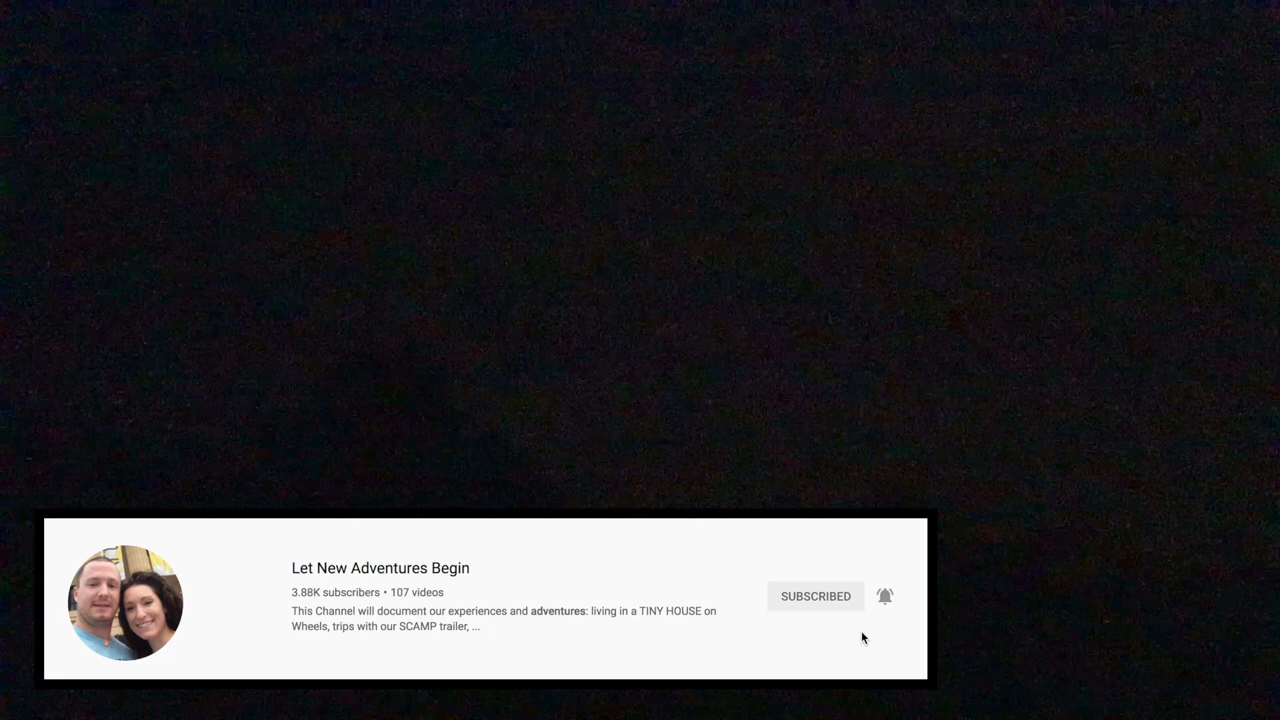 Let New Adventures Begin
3.88K subscribers • 107 videos
This Channel will document our experiences and adventures: living in a TINY HOUSE on
Wheels, trips with our SCAMP trailer, ...
SUBSCRIBED